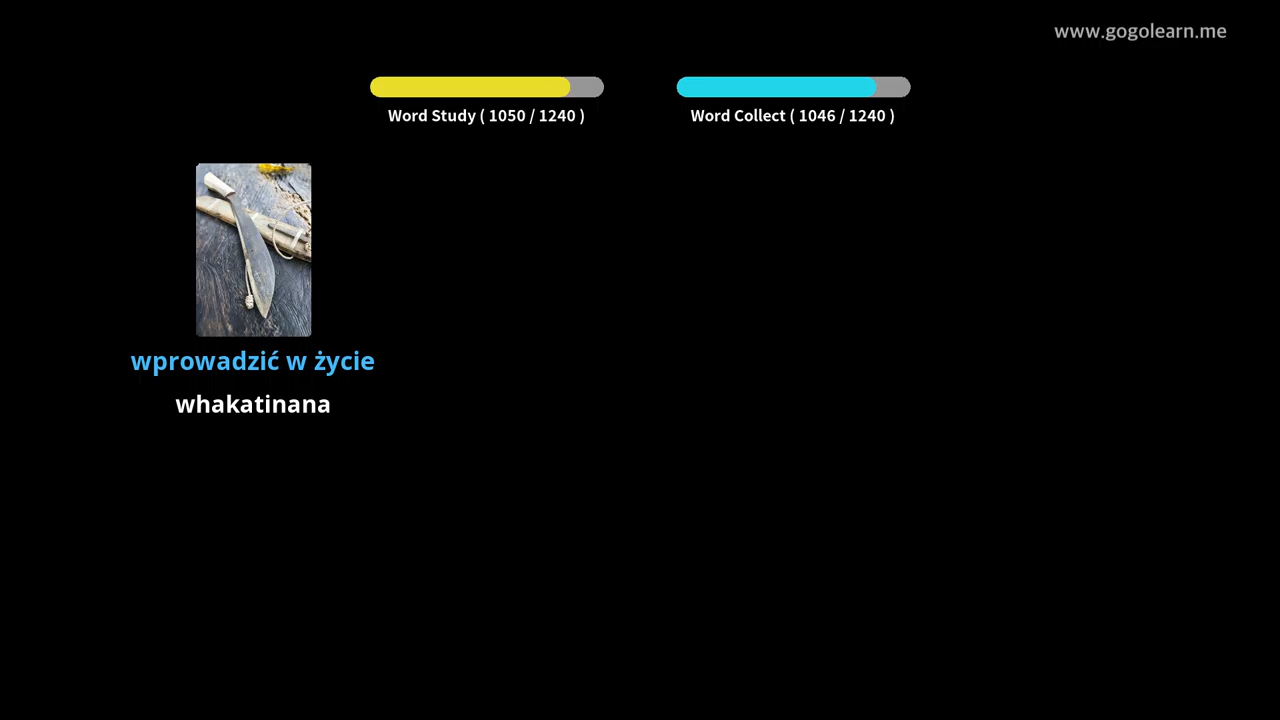 www.gogolearn.me
Word Study ( 1050 / 1240 )
Word Collect ( 1046 / 1240 )
wprowadzić w życie
whakatinana